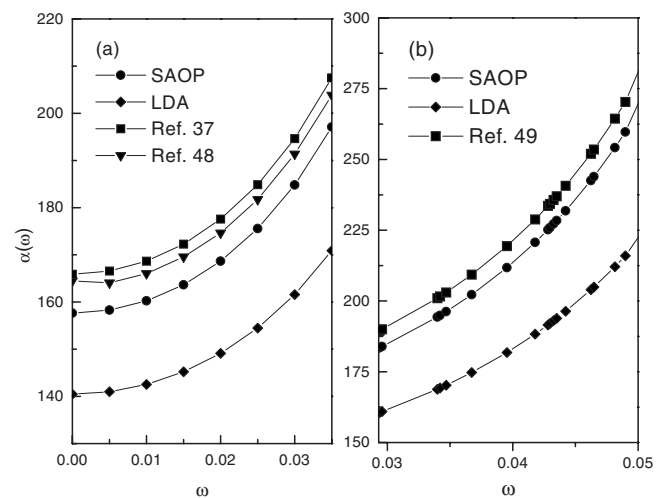 (a)
SAOP
LDA
Ref. 37
Ref. 48
220
200
180
160
140
α(ω)
0.00
0.01
0.02
0.03
ω
(b)
SAOP
LDA
Ref. 49
300
275
250
225
200
175
150
0.03
0.04
0.05
ω